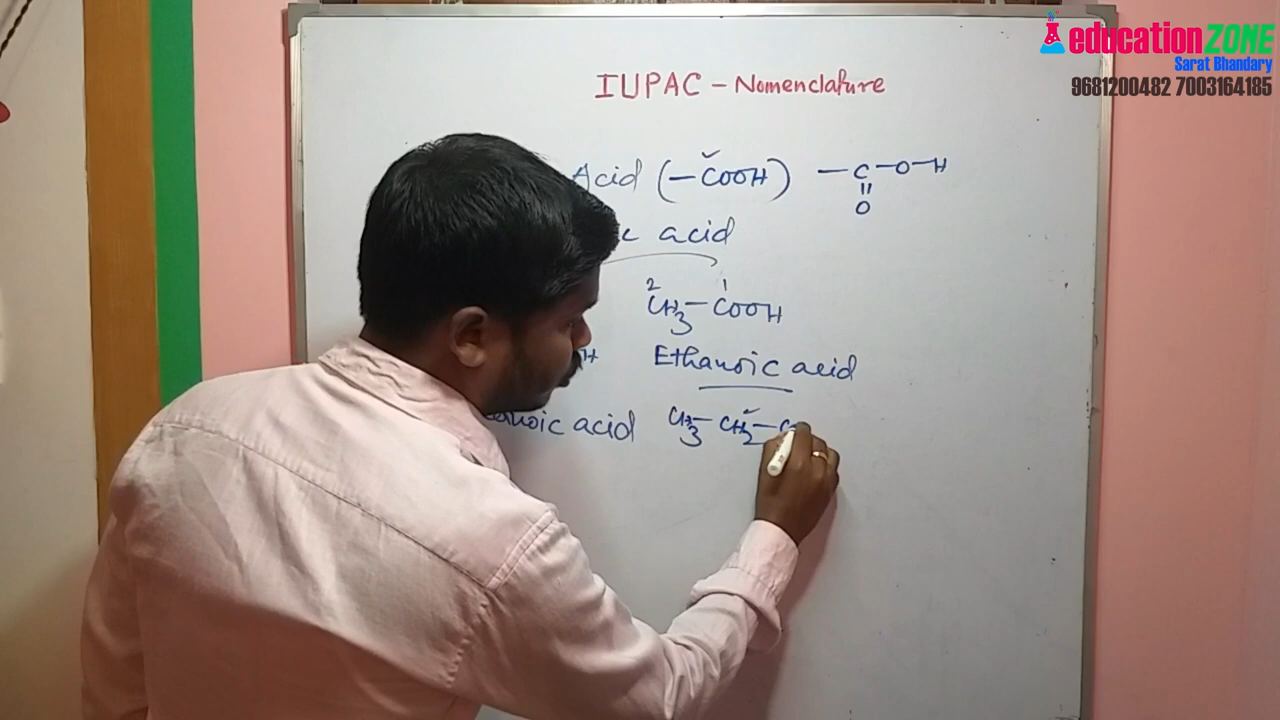 educationZONE
Sarat Bhandary
9681200482 7003164185
IUPAC - Nomenclature
Acid (-COOH) -C-O-H
||
O
c acid
2 1
CH3-COOH
H Ethanoic acid
anoic acid CH3-CH2-C